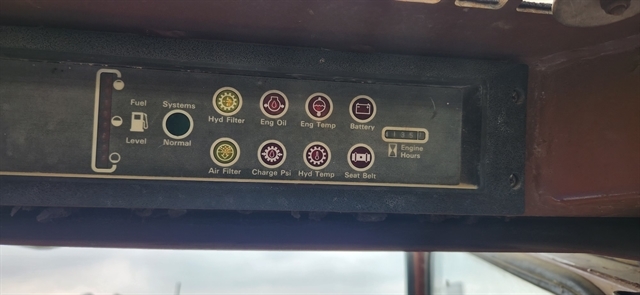 Fuel
Level
Systems
Normal
Hyd Filter
Eng Oil
Eng Temp
Battery
Air Filter
Charge Psi
Hyd Temp
Seat Belt
Engine
Hours